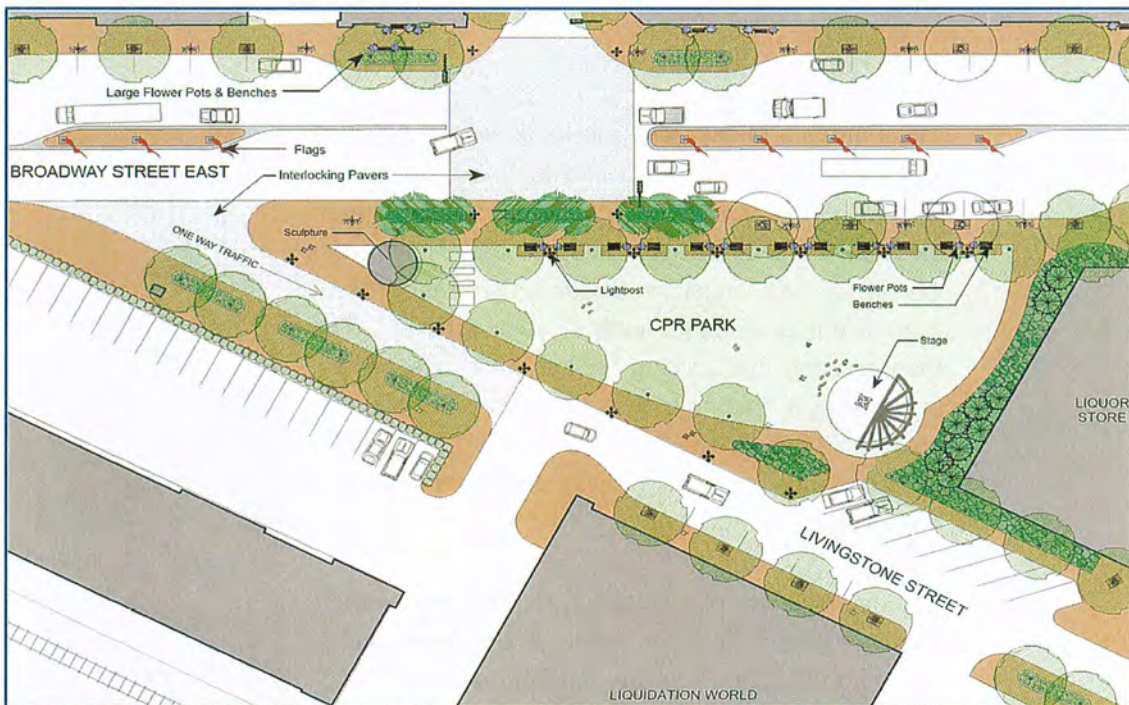 Large Flower Pots & Benches
Flags
BROADWAY STREET EAST
Interlocking Pavers
ONE WAY TRAFFIC
Sculpture
Lightpost
Flower Pots
Benches
CPR PARK
Stage
LIQUOR
STORE
LIVINGSTONE STREET
LIQUIDATION WORLD